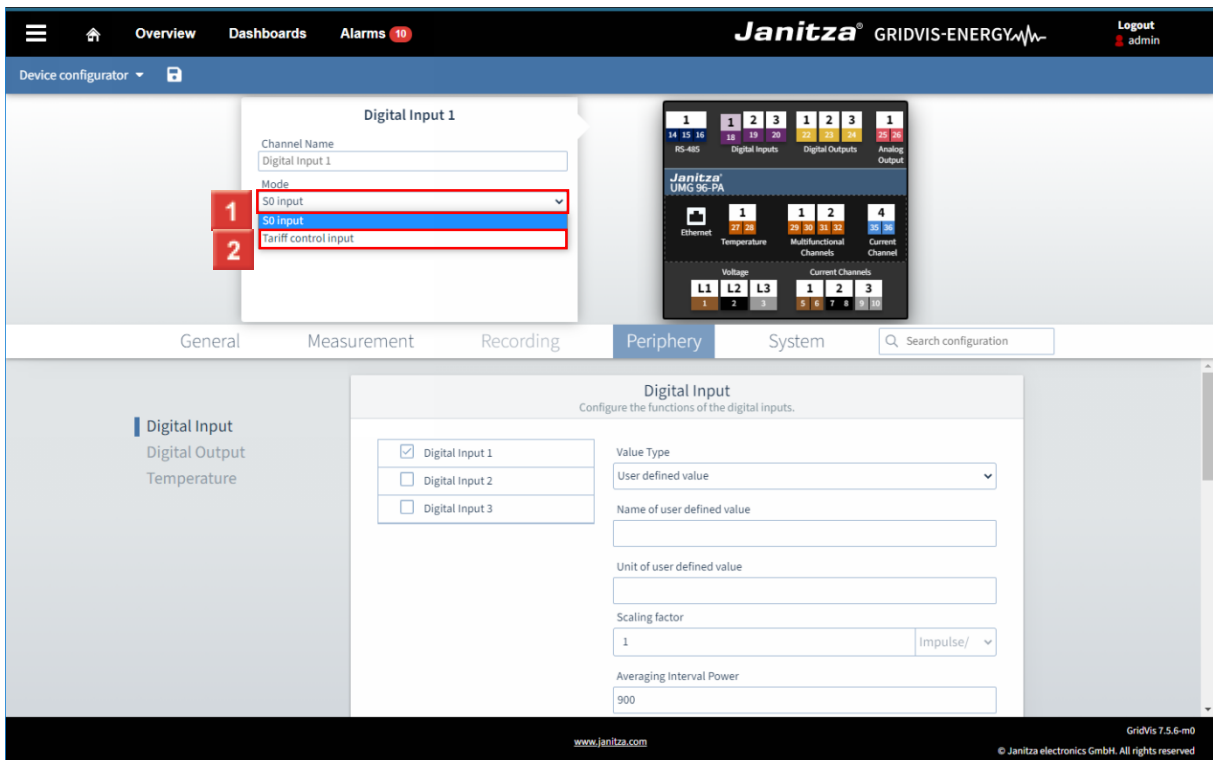 Overview Dashboards Alarms 10 Janitza® GRIDVIS-ENERGY Logout
admin
Device configurator
Digital Input 1
Channel Name
Digital Input 1
Mode
1 S0 input
S0 input
2 Tariff control input
1 1 2 3 1 2 3 1
14 15 16 18 19 20 22 23 24 25 26
RS-485 Digital Inputs Digital Outputs Analog
Output
Janitza®
UMG 96-PA
1 1 2 4
27 28 29 30 31 32 35 36
Ethernet Temperature Multifunctional
Channels Current
Channel
Voltage Current Channels
L1 L2 L3 1 2 3
1 2 3 5 6 7 8 9 10
General Measurement Recording Periphery System Search configuration
Digital Input
Configure the functions of the digital inputs.
Digital Input
Digital Output
Temperature
Digital Input 1
Digital Input 2
Digital Input 3
Value Type
User defined value
Name of user defined value
Unit of user defined value
Scaling factor
1 Impulse/
Averaging Interval Power
900
www.janitza.com
GridVis 7.5.6-m0
© Janitza electronics GmbH. All rights reserved